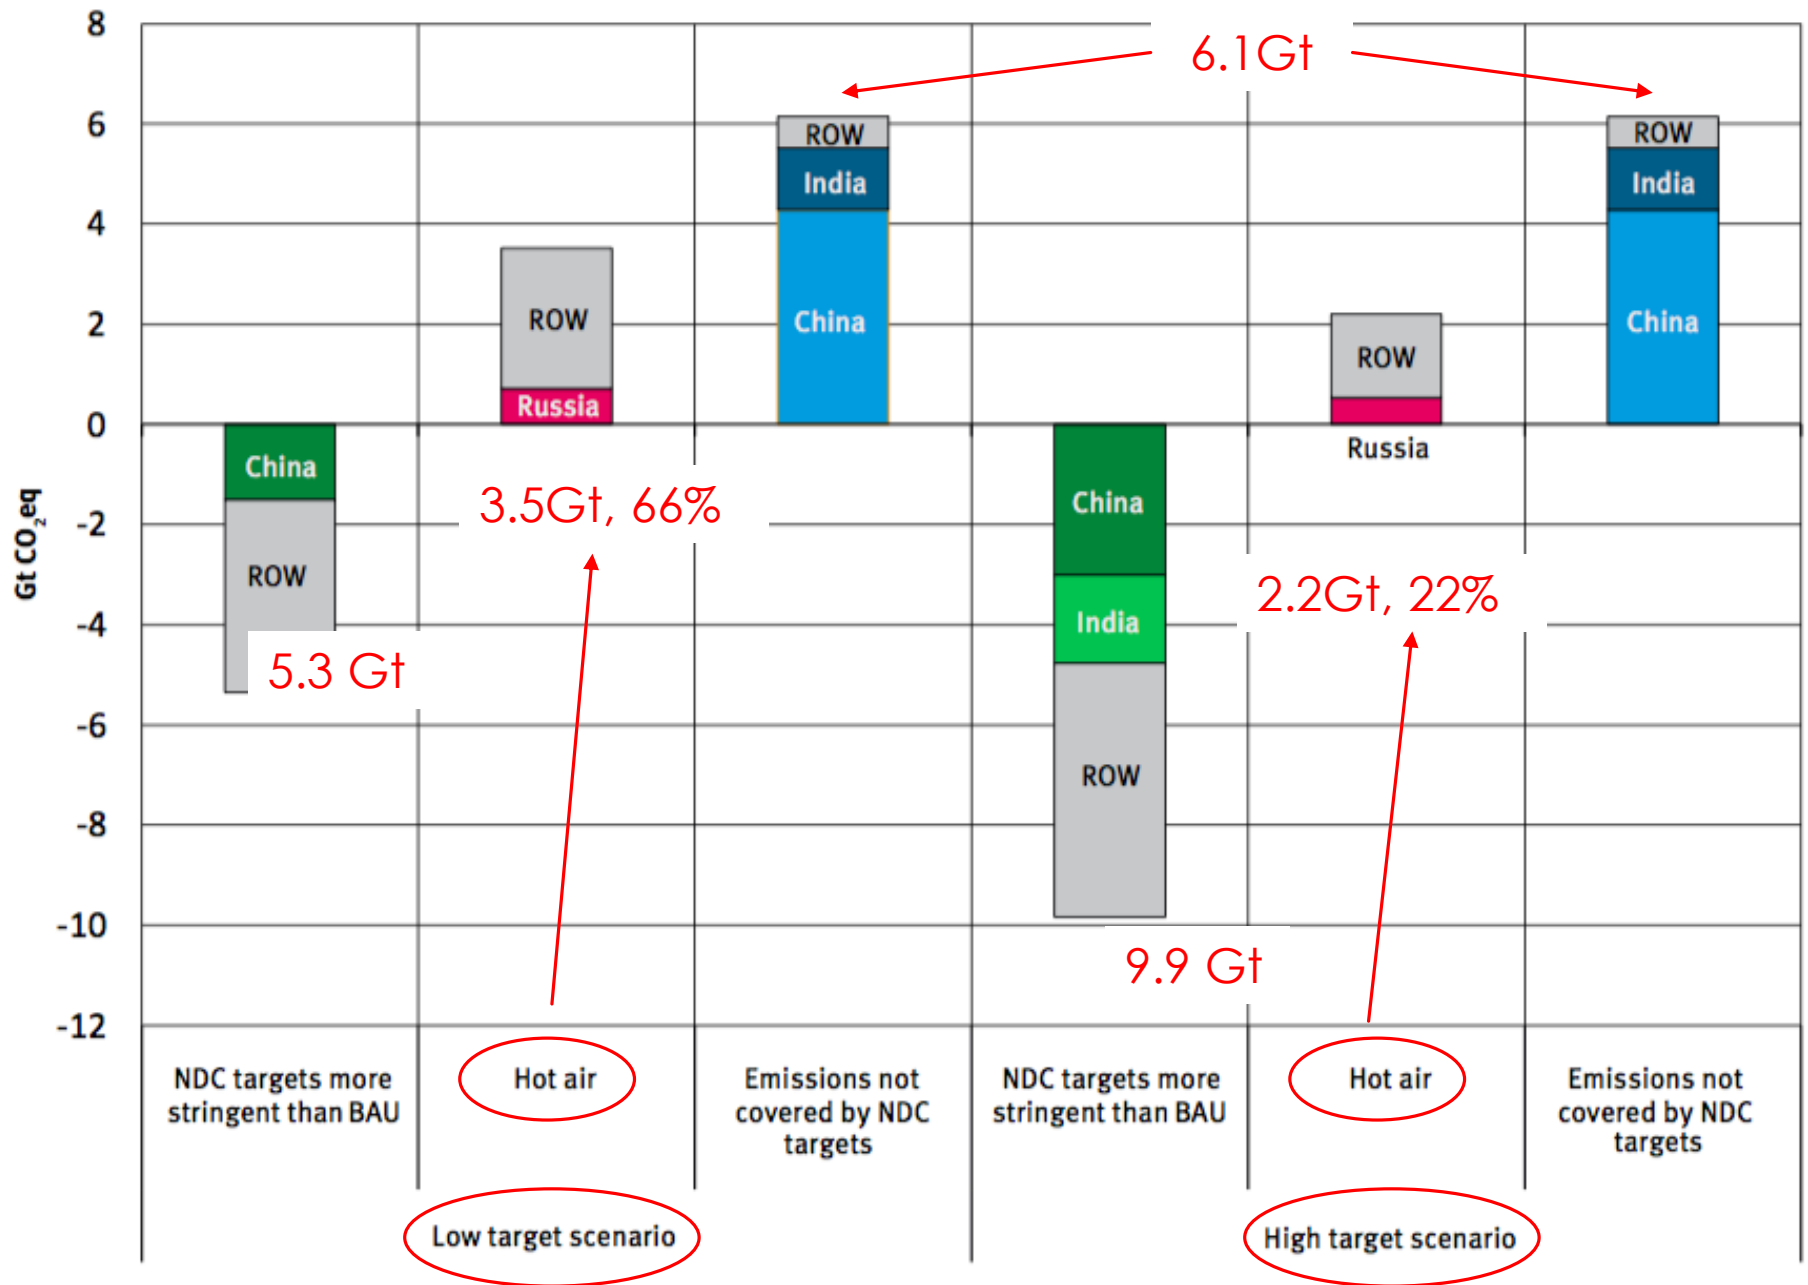 8
6.1Gt
6
ROW
ROW
India
India
4
ROW
2
China
China
ROW
Russia
0
Russia
China
China
-2
3.5Gt, 66%
Gt CO₂eq
ROW
2.2Gt, 22%
-4
India
5.3 Gt
-6
ROW
-8
-10
9.9 Gt
-12
NDC targets more
stringent than BAU
Hot air
Emissions not
covered by NDC
targets
NDC targets more
stringent than BAU
Hot air
Emissions not
covered by NDC
targets
Low target scenario
High target scenario